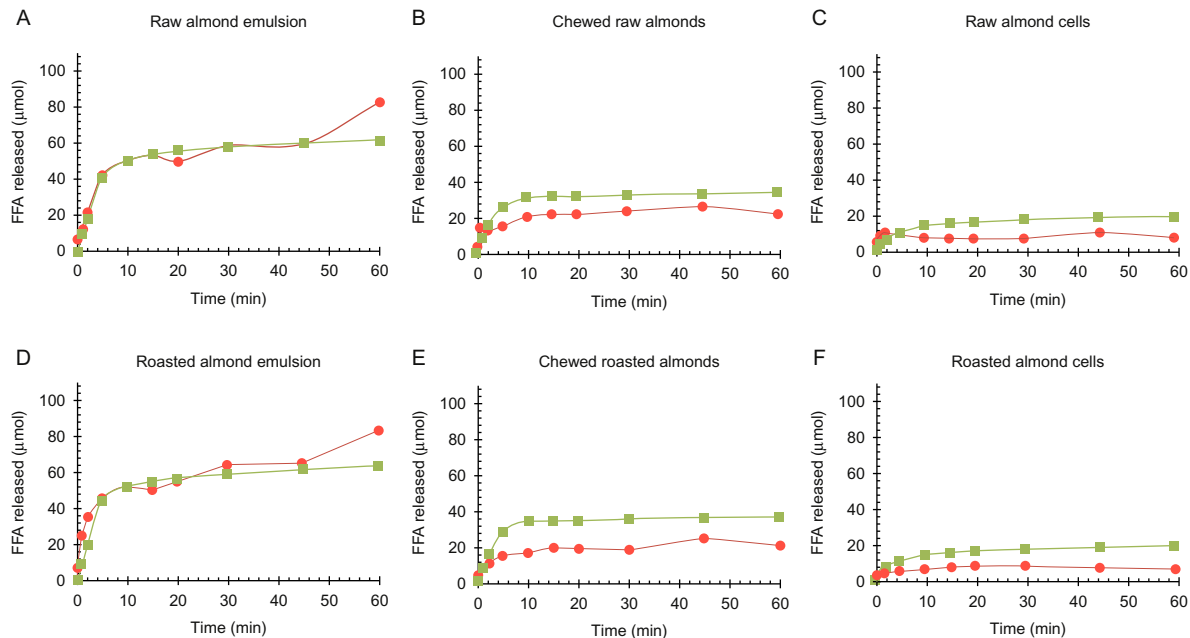 A Raw almond emulsion
FFA released (μmol)
100
80
60
40
20
0
0 10 20 30 40 50 60
Time (min)
B Chewed raw almonds
FFA released (μmol)
100
80
60
40
20
0
0 10 20 30 40 50 60
Time (min)
C Raw almond cells
FFA released (μmol)
100
80
60
40
20
0
0 10 20 30 40 50 60
Time (min)
D Roasted almond emulsion
FFA released (μmol)
100
80
60
40
20
0
0 10 20 30 40 50 60
Time (min)
E Chewed roasted almonds
FFA released (μmol)
100
80
60
40
20
0
0 10 20 30 40 50 60
Time (min)
F Roasted almond cells
FFA released (μmol)
100
80
60
40
20
0
0 10 20 30 40 50 60
Time (min)